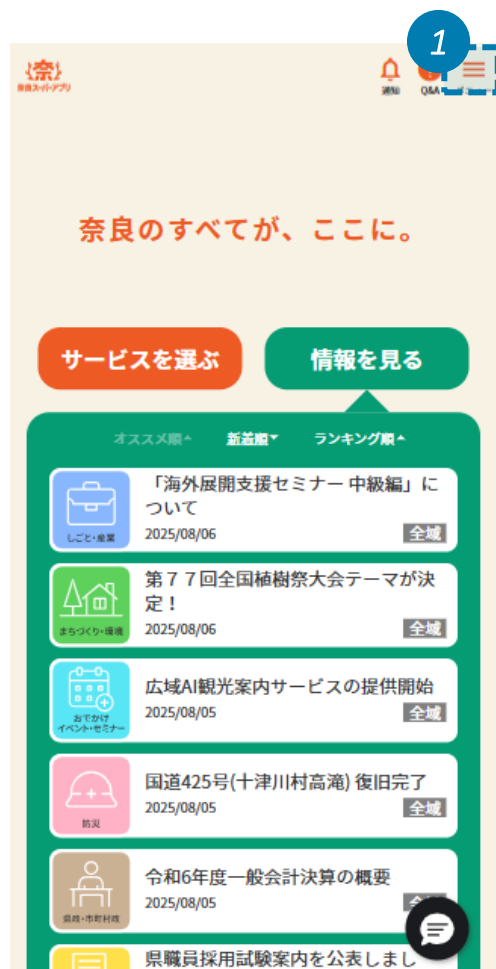 1
奈
奈良スーパーアプリ
通知
Q&A
奈良のすべてが、ここに。
サービスを選ぶ
情報を見る
オススメ順
新着順
ランキング順
「海外展開支援セミナー 中級編」に
ついて
しごと・産業
2025/08/06
全域
第77回全国植樹祭大会テーマが決
定！
まちづくり・環境
2025/08/06
全域
広域AI観光案内サービスの提供開始
おでかけ
イベント・セミナー
2025/08/05
全域
国道425号(十津川村高滝) 復旧完了
防災
2025/08/05
全域
令和6年度一般会計決算の概要
県政・市町村政
2025/08/05
県職員採用試験案内を公表しまし